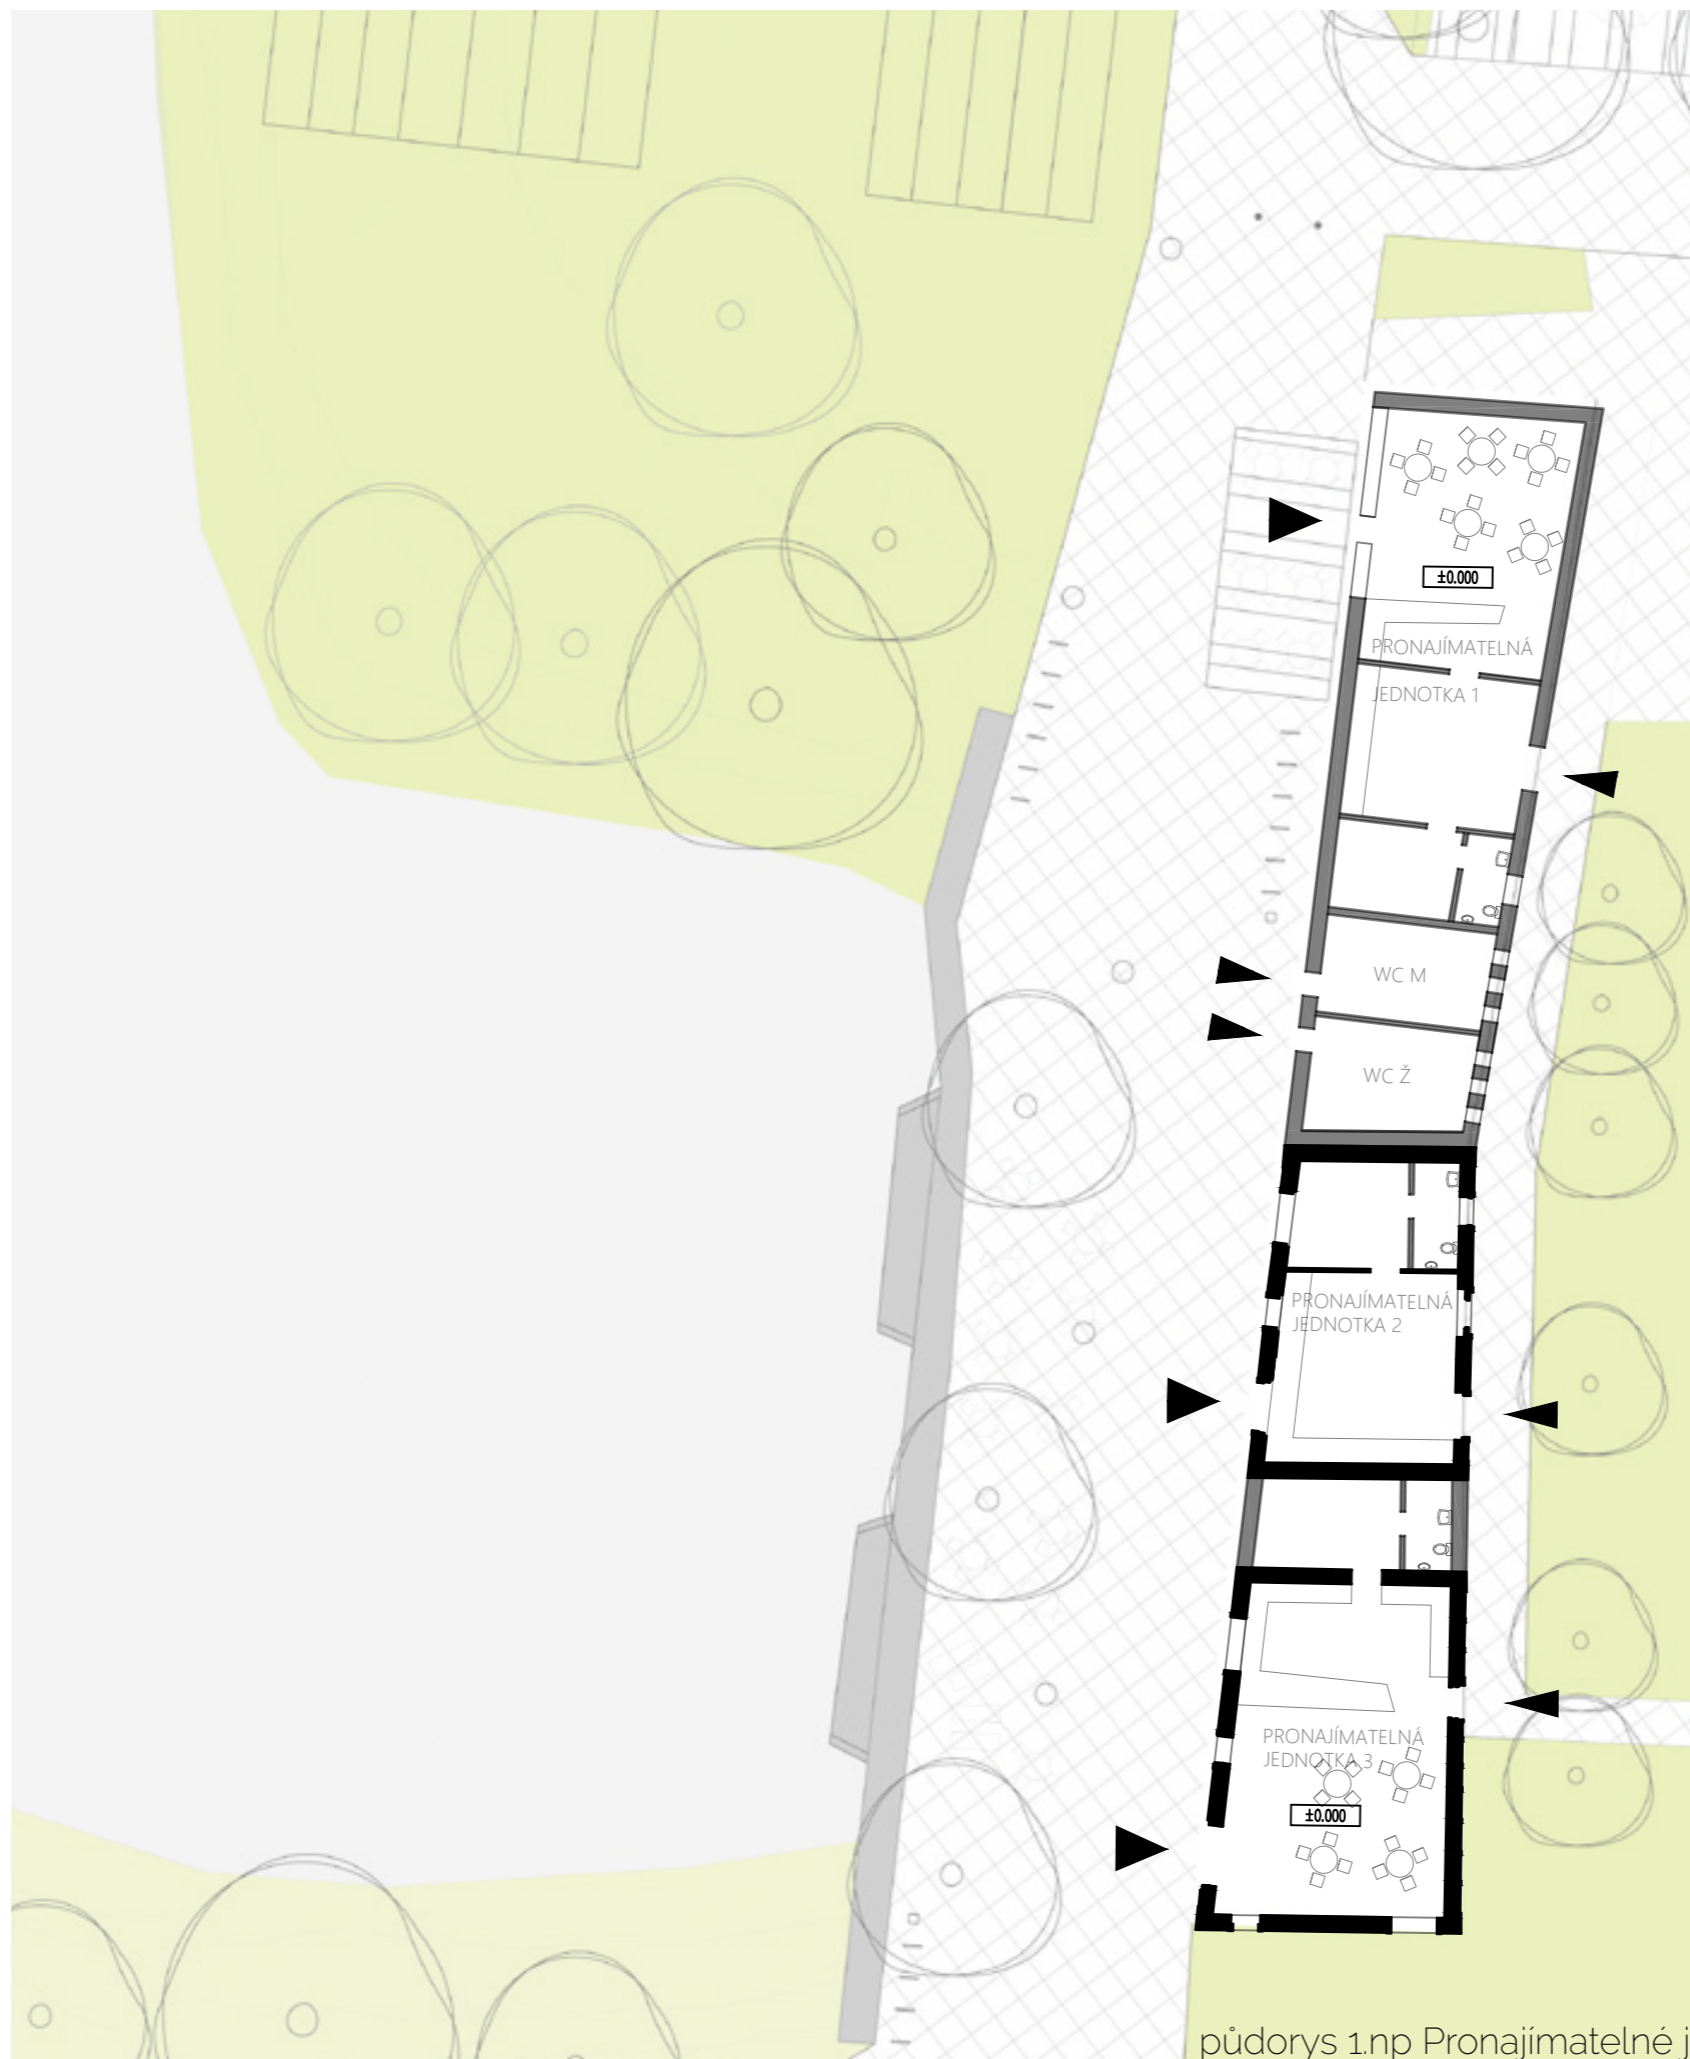 ±0.000
PRONAJÍMATELNÁ
JEDNOTKA 1
WC M
WC Ž
PRONAJÍMATELNÁ
JEDNOTKA 2
PRONAJÍMATELNÁ
JEDNOTKA 3
±0.000
půdorys 1.np Pronajímatelné j